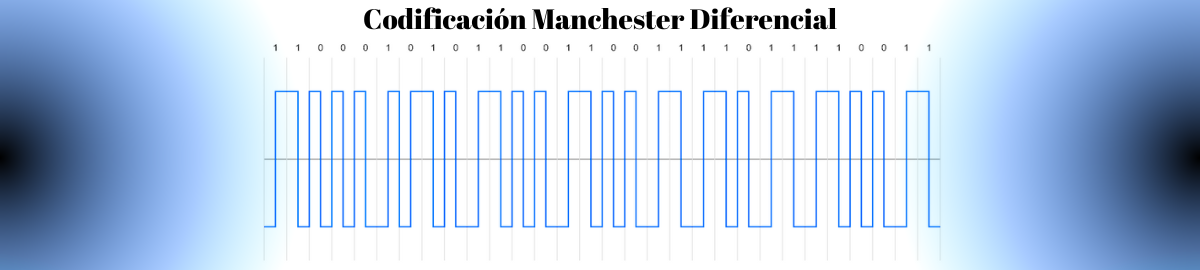 Codificación Manchester Diferencial
1 1 0 0 0 1 0 1 0 1 1 0 0 1 1 0 0 1 1 1 1 0 1 1 1 1 0 0 1 1